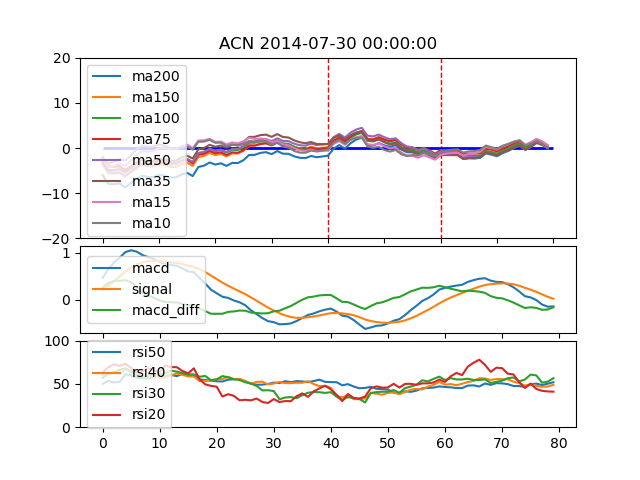 ACN 2014-07-30 00:00:00
20
10
0
−10
−20
ma200
ma150
ma100
ma75
ma50
ma35
ma15
ma10
1
0
macd
signal
macd_diff
100
50
0
rsi50
rsi40
rsi30
rsi20
0 10 20 30 40 50 60 70 80